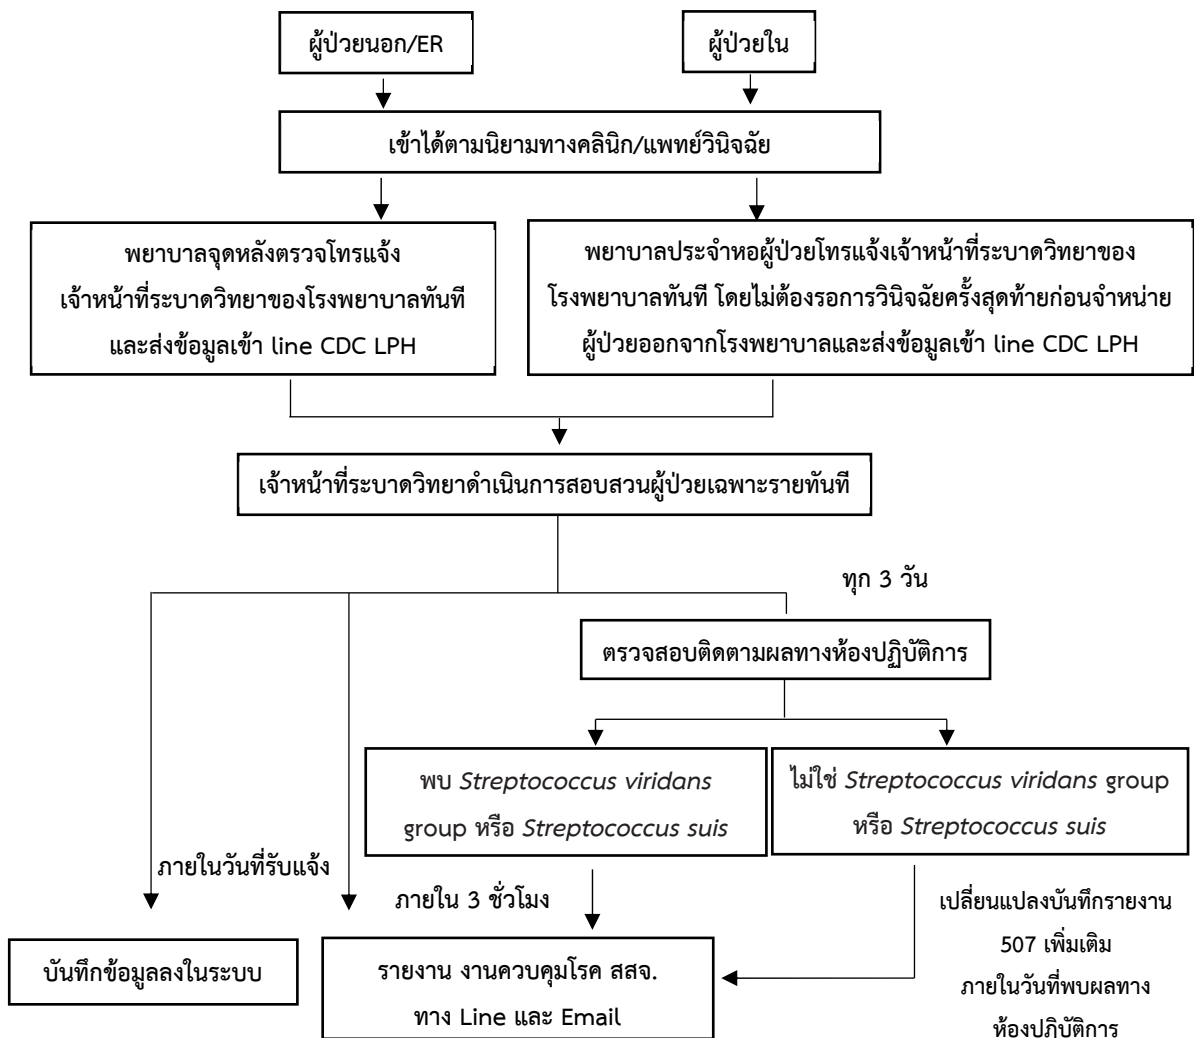 ผู้ป่วยนอก/ER
ผู้ป่วยใน
เข้าได้ตามนิยามทางคลินิก/แพทย์วินิจฉัย
พยาบาลจุดหลังตรวจโทรแจ้ง
เจ้าหน้าที่ระบาดวิทยาของโรงพยาบาลทันที
และส่งข้อมูลเข้า line CDC LPH
พยาบาลประจำหอผู้ป่วยโทรแจ้งเจ้าหน้าที่ระบาดวิทยาของ
โรงพยาบาลทันที โดยไม่ต้องรอการวินิจฉัยครั้งสุดท้ายก่อนจำหน่าย
ผู้ป่วยออกจากโรงพยาบาลและส่งข้อมูลเข้า line CDC LPH
เจ้าหน้าที่ระบาดวิทยาดำเนินการสอบสวนผู้ป่วยเฉพาะรายทันที
ทุก 3 วัน
ตรวจสอบติดตามผลทางห้องปฏิบัติการ
พบ Streptococcus viridans
group หรือ Streptococcus suis
ไม่ใช่ Streptococcus viridans group
หรือ Streptococcus suis
ภายในวันที่รับแจ้ง
ภายใน 3 ชั่วโมง
เปลี่ยนแปลงบันทึกรายงาน
507 เพิ่มเติม
ภายในวันที่พบผลทาง
ห้องปฏิบัติการ
บันทึกข้อมูลลงในระบบ
รายงาน งานควบคุมโรค สสจ.
ทาง Line และ Email